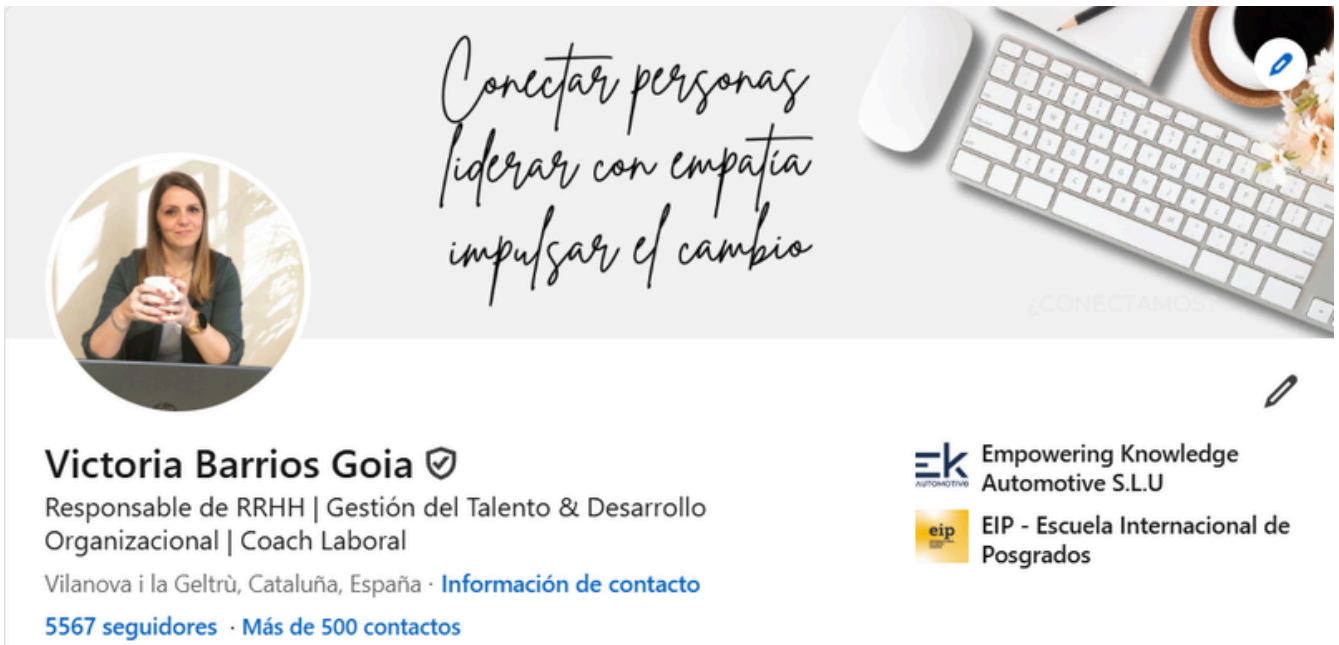 Conectar personas
liderar con empatía
impulsar el cambio
¿CONECTAMOS?
Victoria Barrios Goia
Responsable de RRHH | Gestión del Talento & Desarrollo
Organizacional | Coach Laboral
Vilanova i la Geltrù, Cataluña, España · Información de contacto
5567 seguidores · Más de 500 contactos
EK
AUTOMOTIVE
Empowering Knowledge
Automotive S.L.U
eip
EIP - Escuela Internacional de
Posgrados